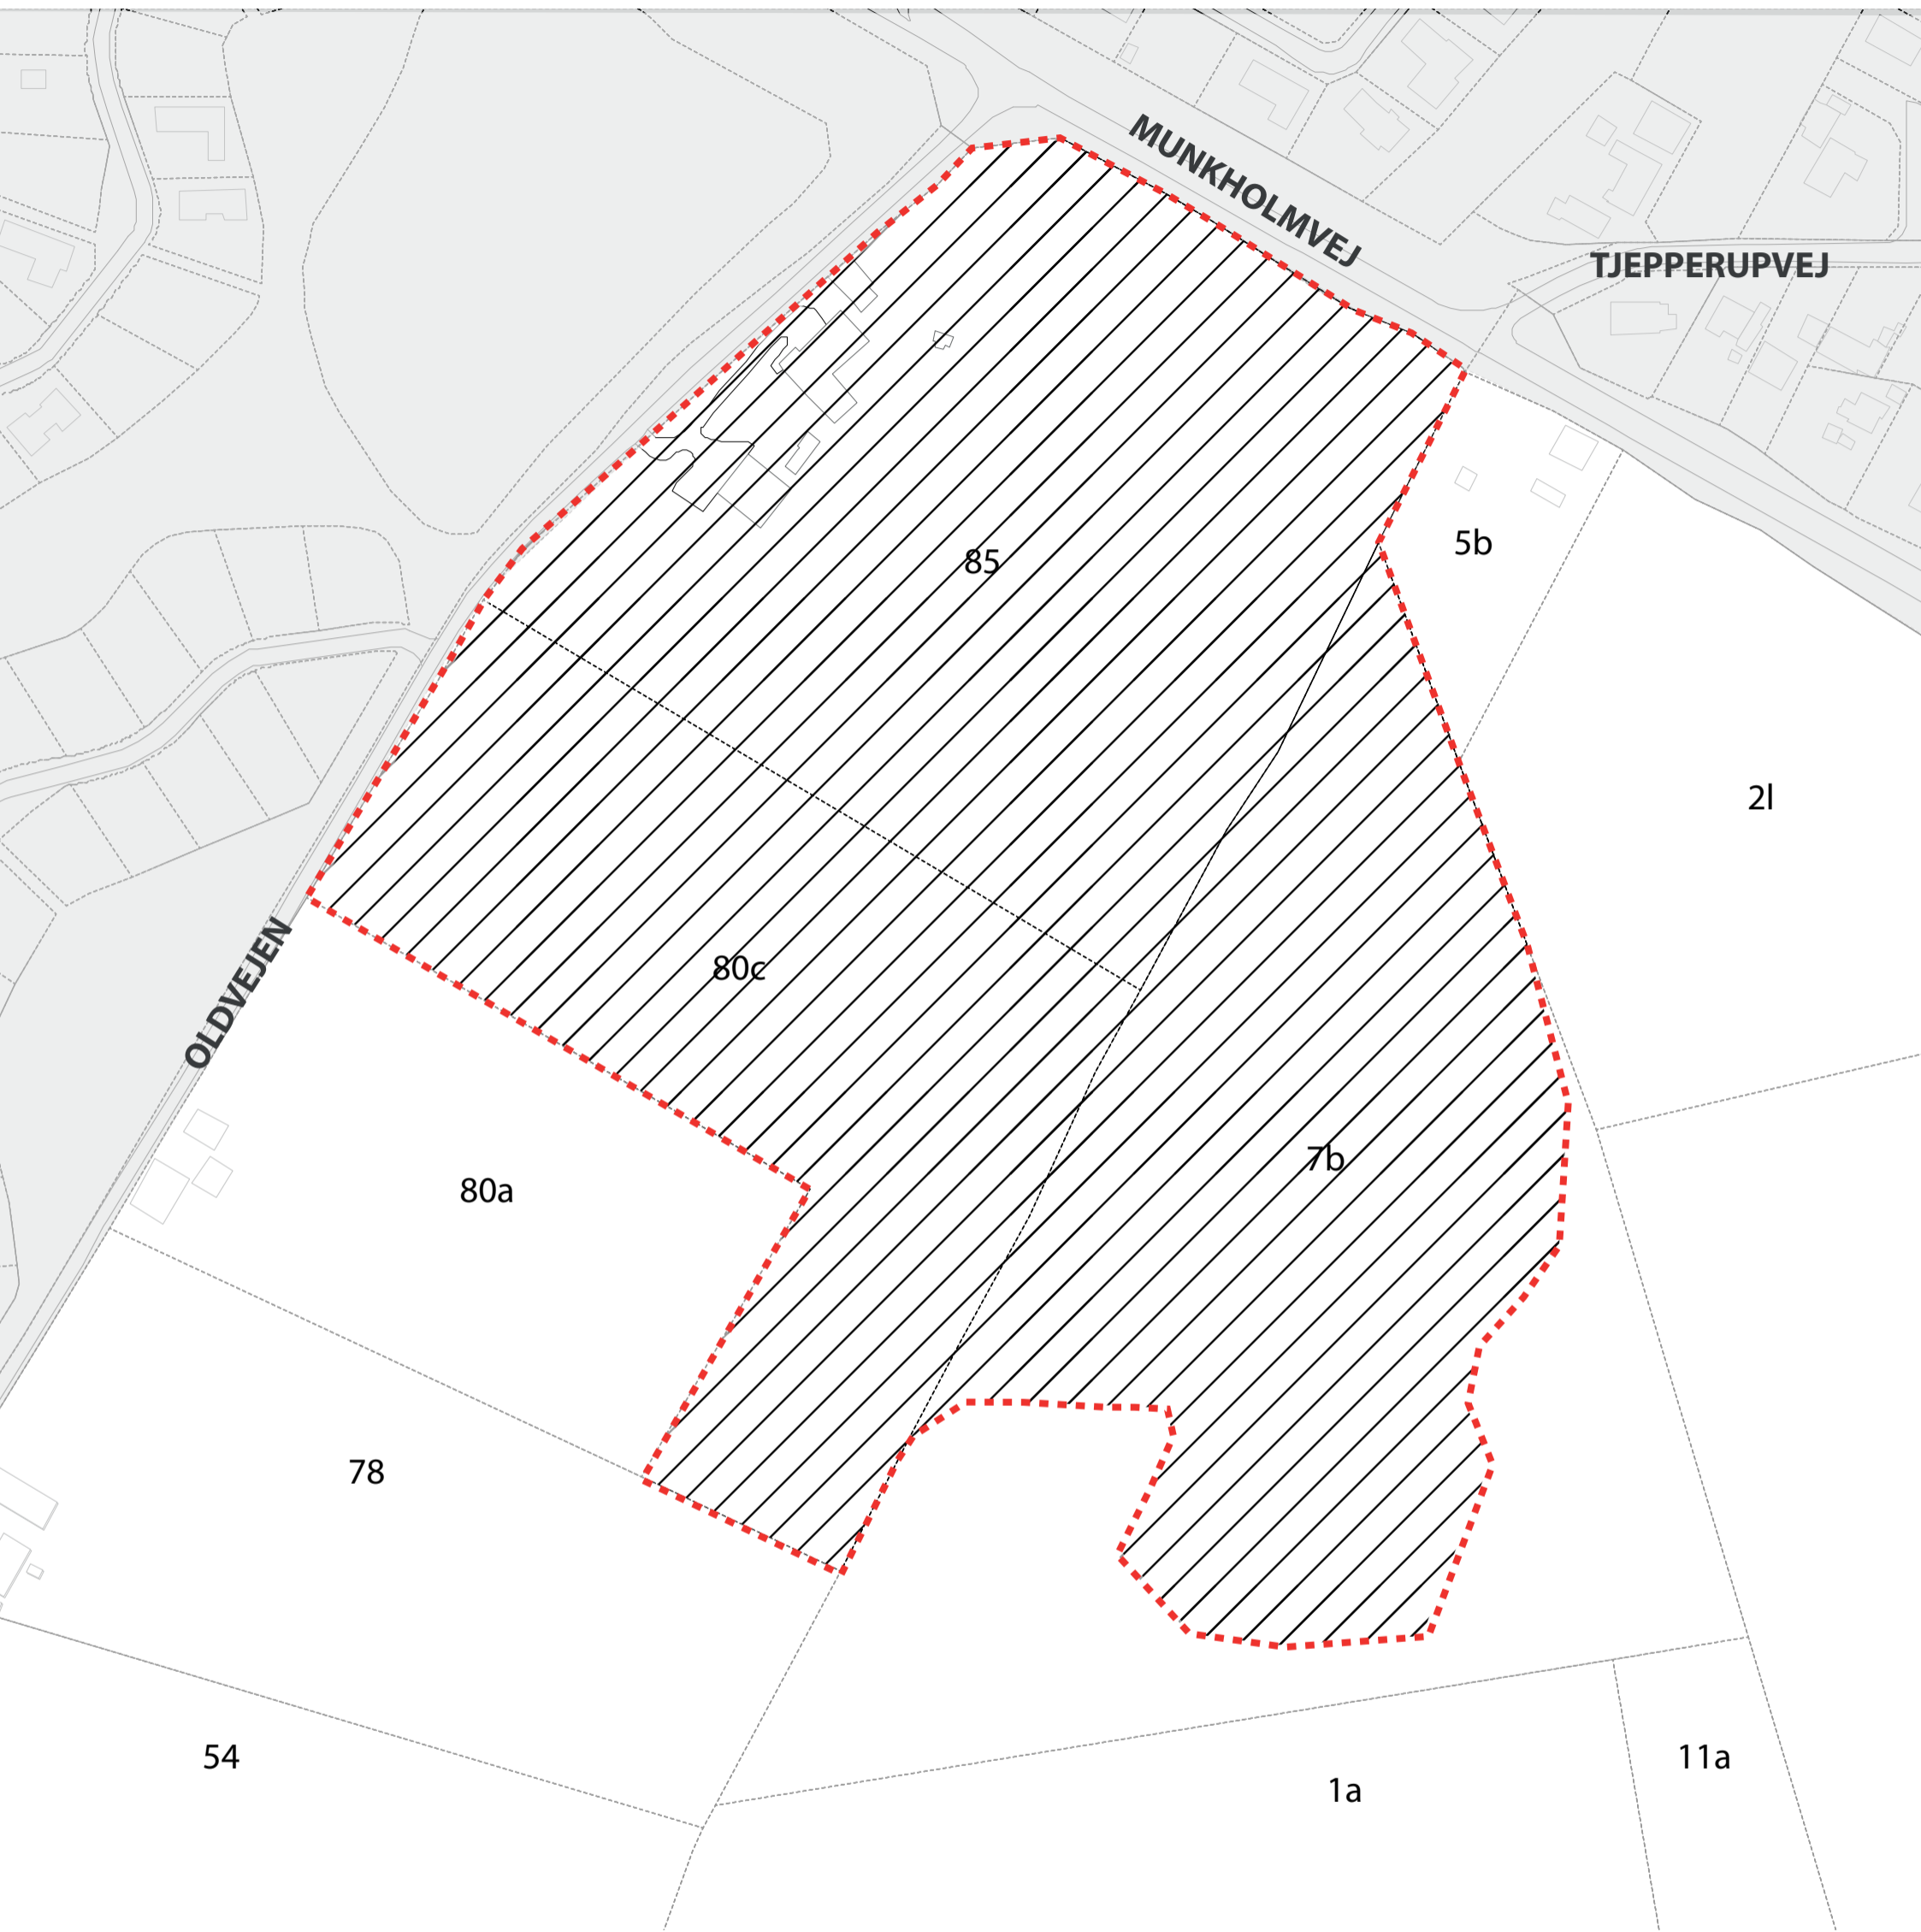 MUNKHOLMVEJ
TJEPPERUPVEJ
5b
85
2l
80c
OLDVEJEN
7b
80a
78
54
11a
1a